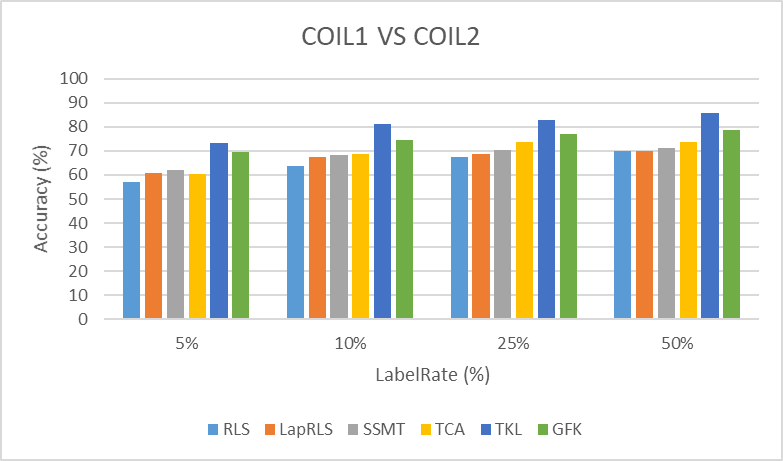 COIL1 VS COIL2
100
90
80
70
60
50
40
30
20
10
0
Accuracy (%)
5% 10% 25% 50%
LabelRate (%)
RLS LapRLS SSMT TCA TKL GFK